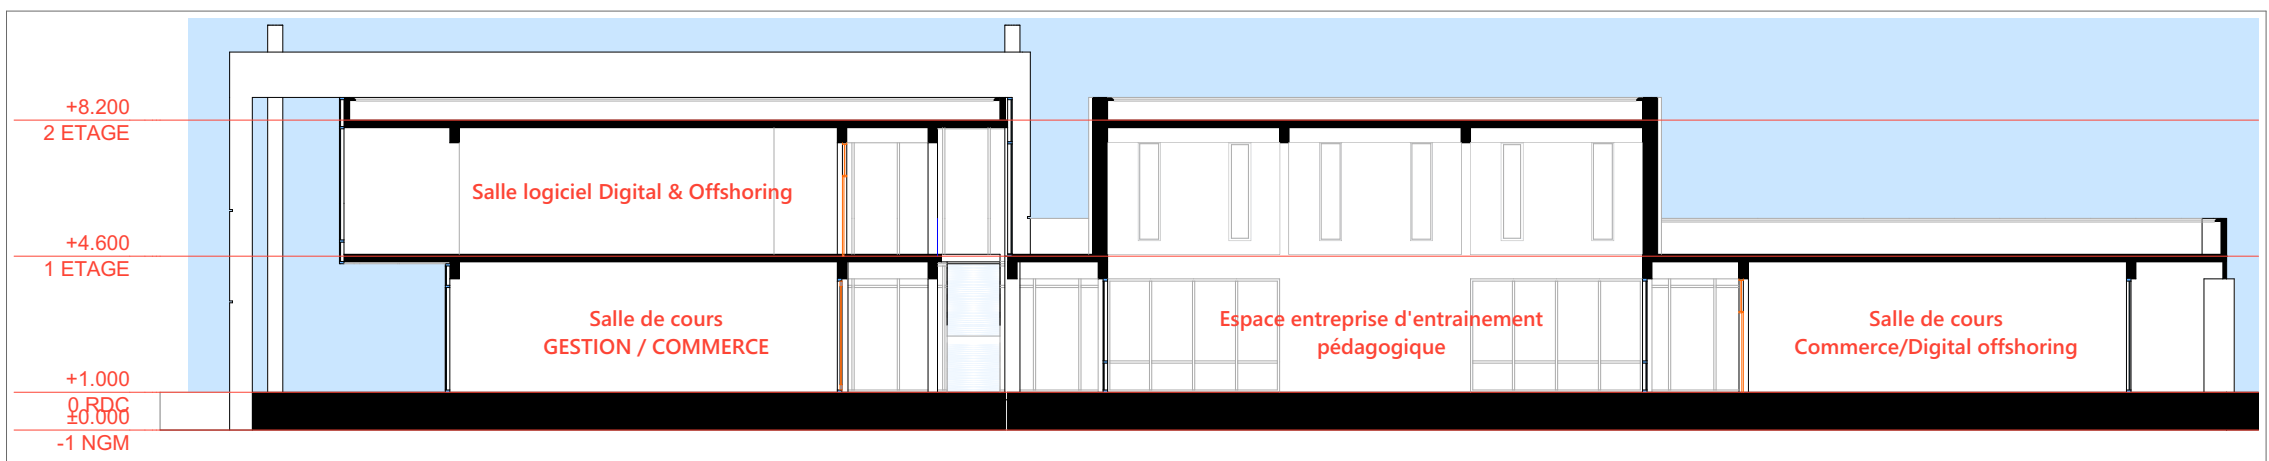 +8.200
2 ETAGE
Salle logiciel Digital & Offshoring
+4.600
1 ETAGE
Salle de cours
GESTION / COMMERCE
Espace entreprise d'entrainement
pédagogique
Salle de cours
Commerce/Digital offshoring
+1.000
0 RDC
±0.000
-1 NGM